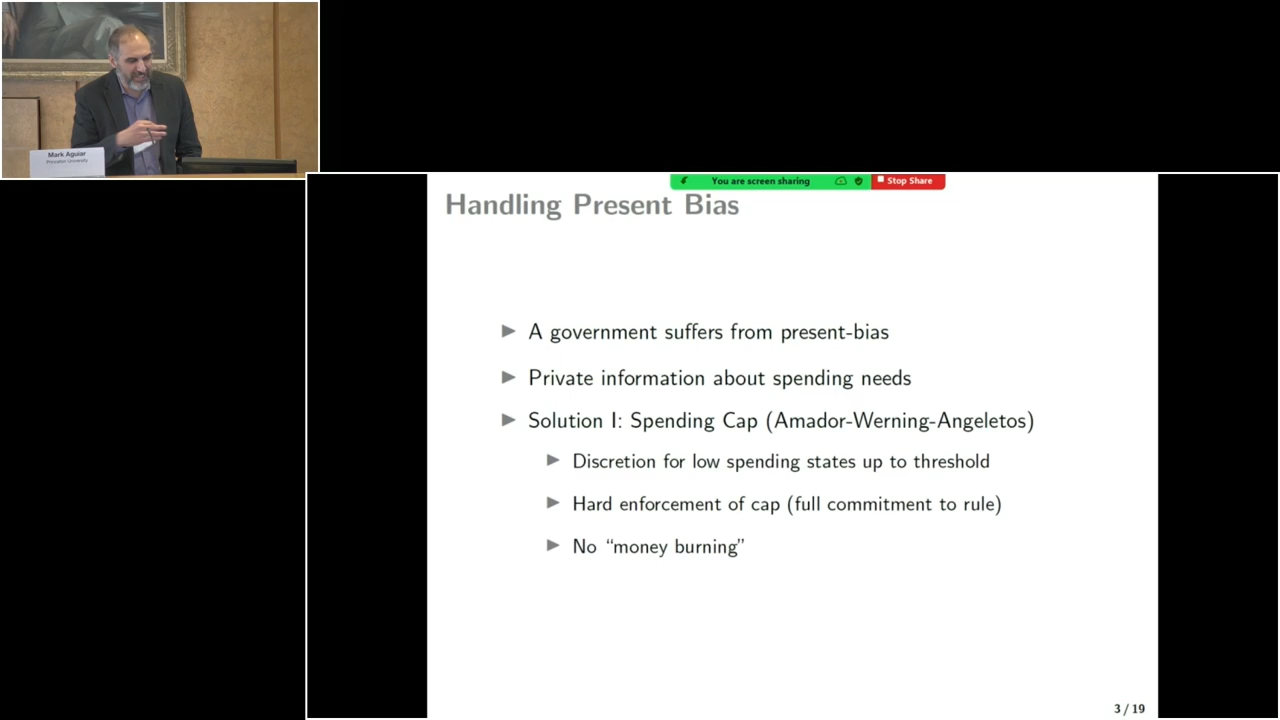 Mark Aguiar
Princeton University
You are screen sharing
Stop Share
Handling Present Bias
A government suffers from present-bias
Private information about spending needs
Solution I: Spending Cap (Amador-Werning-Angeletos)
Discretion for low spending states up to threshold
Hard enforcement of cap (full commitment to rule)
No “money burning”
3 / 19